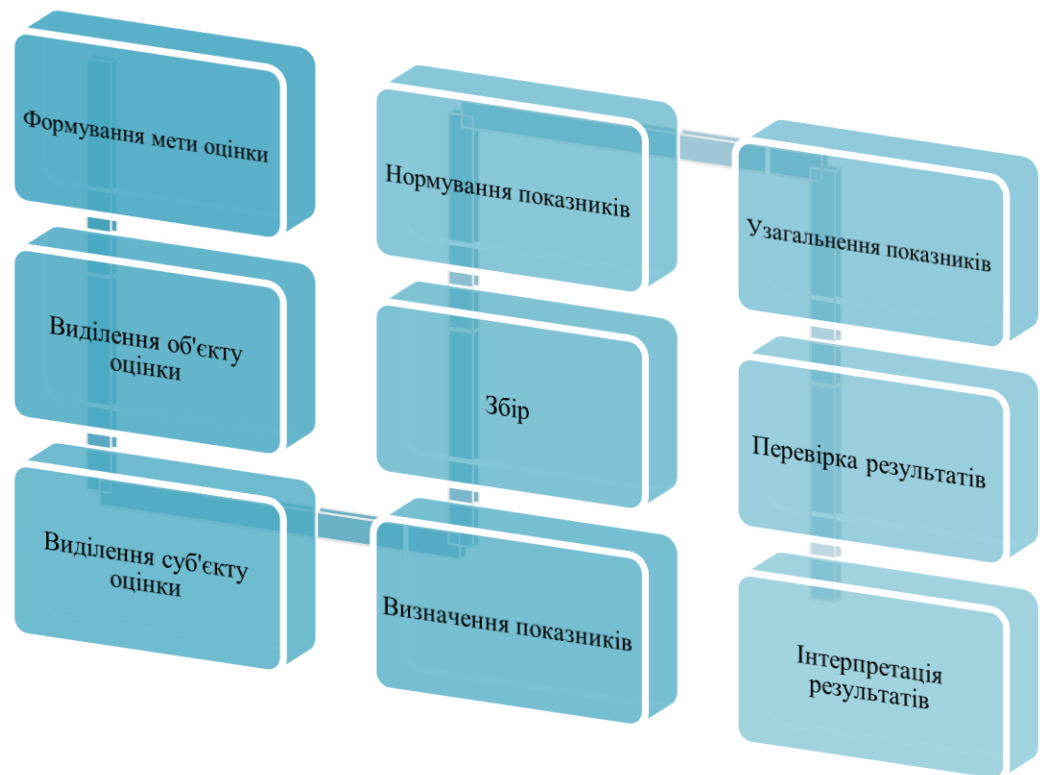 Формування мети оцінки
Виділення об'єкту
оцінки
Виділення суб'єкту
оцінки
Визначення показників
Збір
Нормування показників
Узагальнення показників
Перевірка результатів
Інтерпретація
результатів